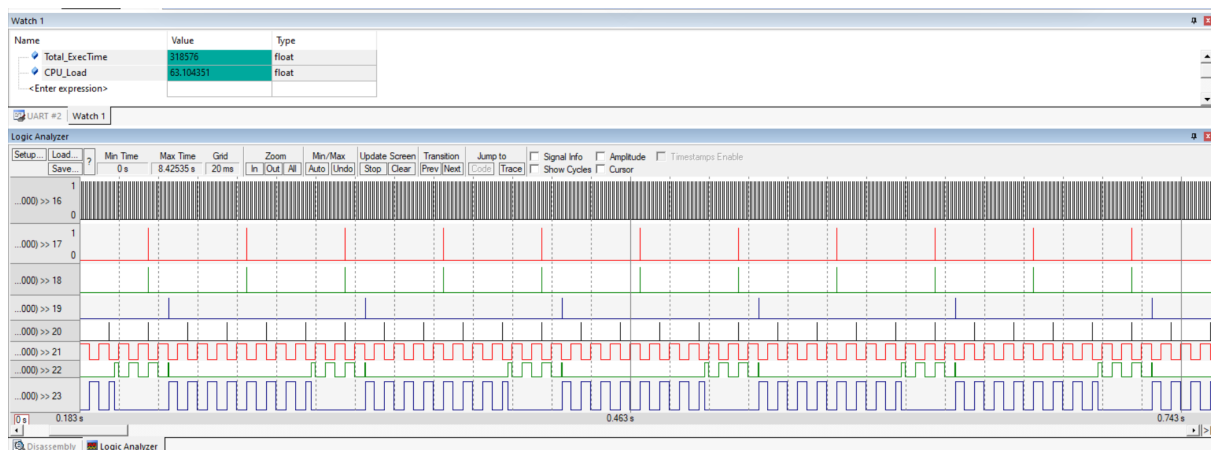 Watch 1
Name Value Type
Total_ExecTime 318576 float
CPU_Load 63.104351 float
<Enter expression>
UART #2 Watch 1
Logic Analyzer
Setup... Load... ? Min Time Max Time Grid Zoom Min/Max Update Screen Transition Jump to Signal Info Amplitude Timestamps Enable
Save... 0 s 8.42535 s 20 ms In Out All Auto Undo Stop Clear Prev Next Code Trace Show Cycles Cursor
1
...000) >> 16
0
1
...000) >> 17
0
...000) >> 18
...000) >> 19
...000) >> 20
...000) >> 21
...000) >> 22
...000) >> 23
0 s 0.183 s 0.463 s 0.743 s
Disassembly Logic Analyzer